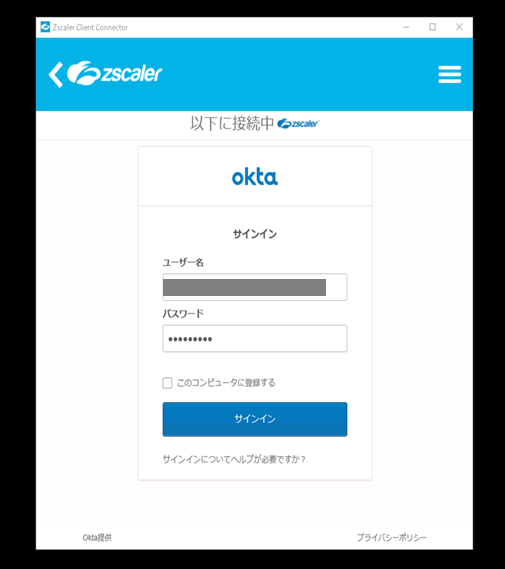 Zscaler Client Connector
zscaler
以下に接続中 zscaler
okta
サインイン
ユーザー名
パスワード
このコンピュータに登録する
サインイン
サインインについてヘルプが必要ですか?
Okta提供 プライバシーポリシー